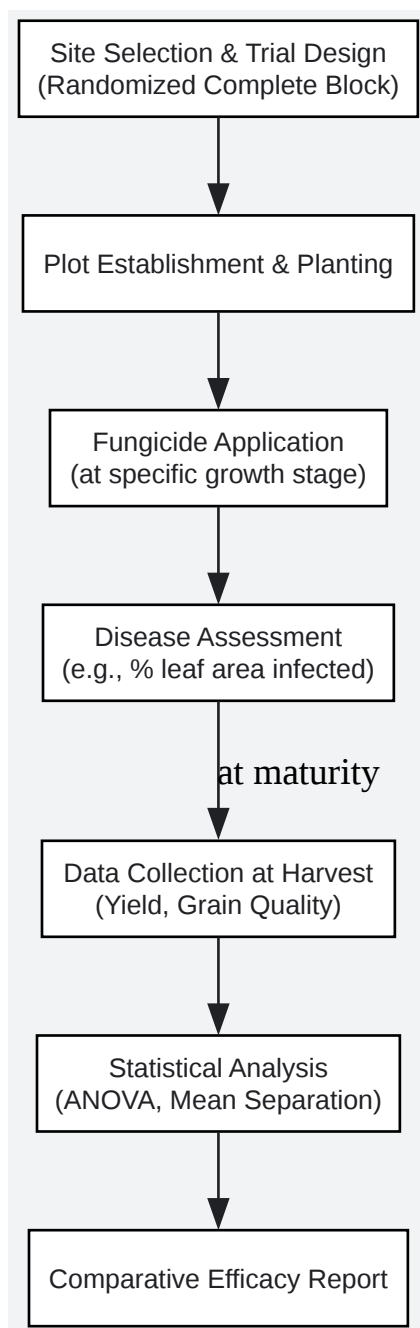 Site Selection & Trial Design
(Randomized Complete Block)
Plot Establishment & Planting
Fungicide Application
(at specific growth stage)
Disease Assessment
(e.g., % leaf area infected)
at maturity
Data Collection at Harvest
(Yield, Grain Quality)
Statistical Analysis
(ANOVA, Mean Separation)
Comparative Efficacy Report